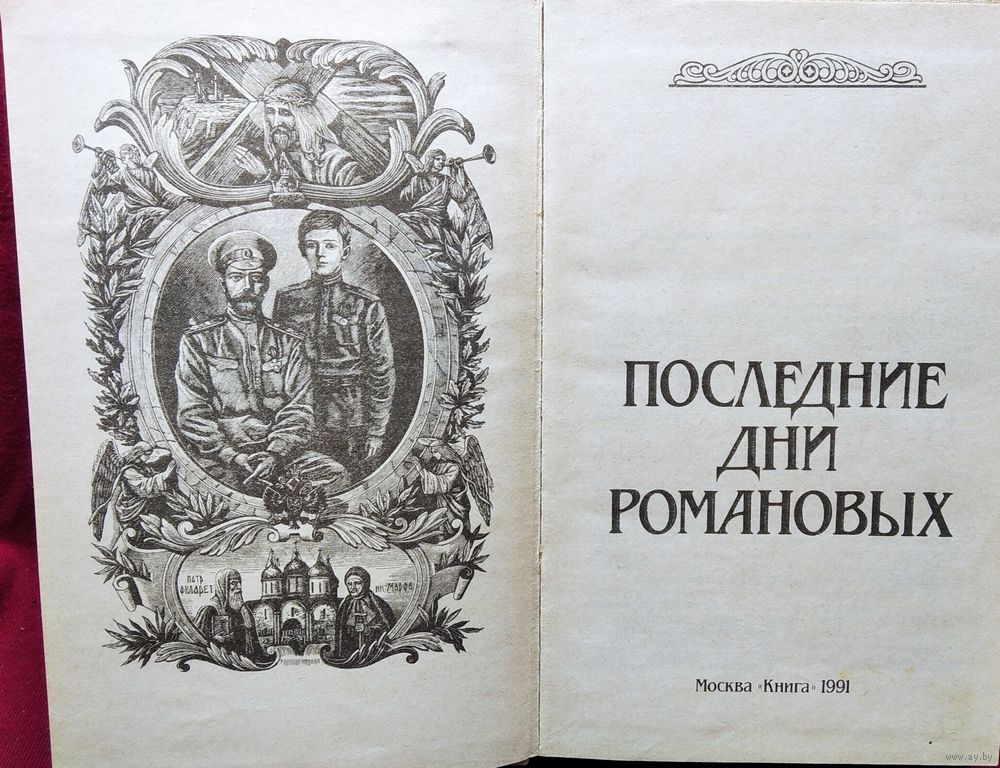 ПАТР
ФИЛАРЕТ
ИН. МАРФА
ПОСЛЕДНИЕ
ДНИ
РОМАНОВЫХ
Москва «Книга» 1991
www.ay.by